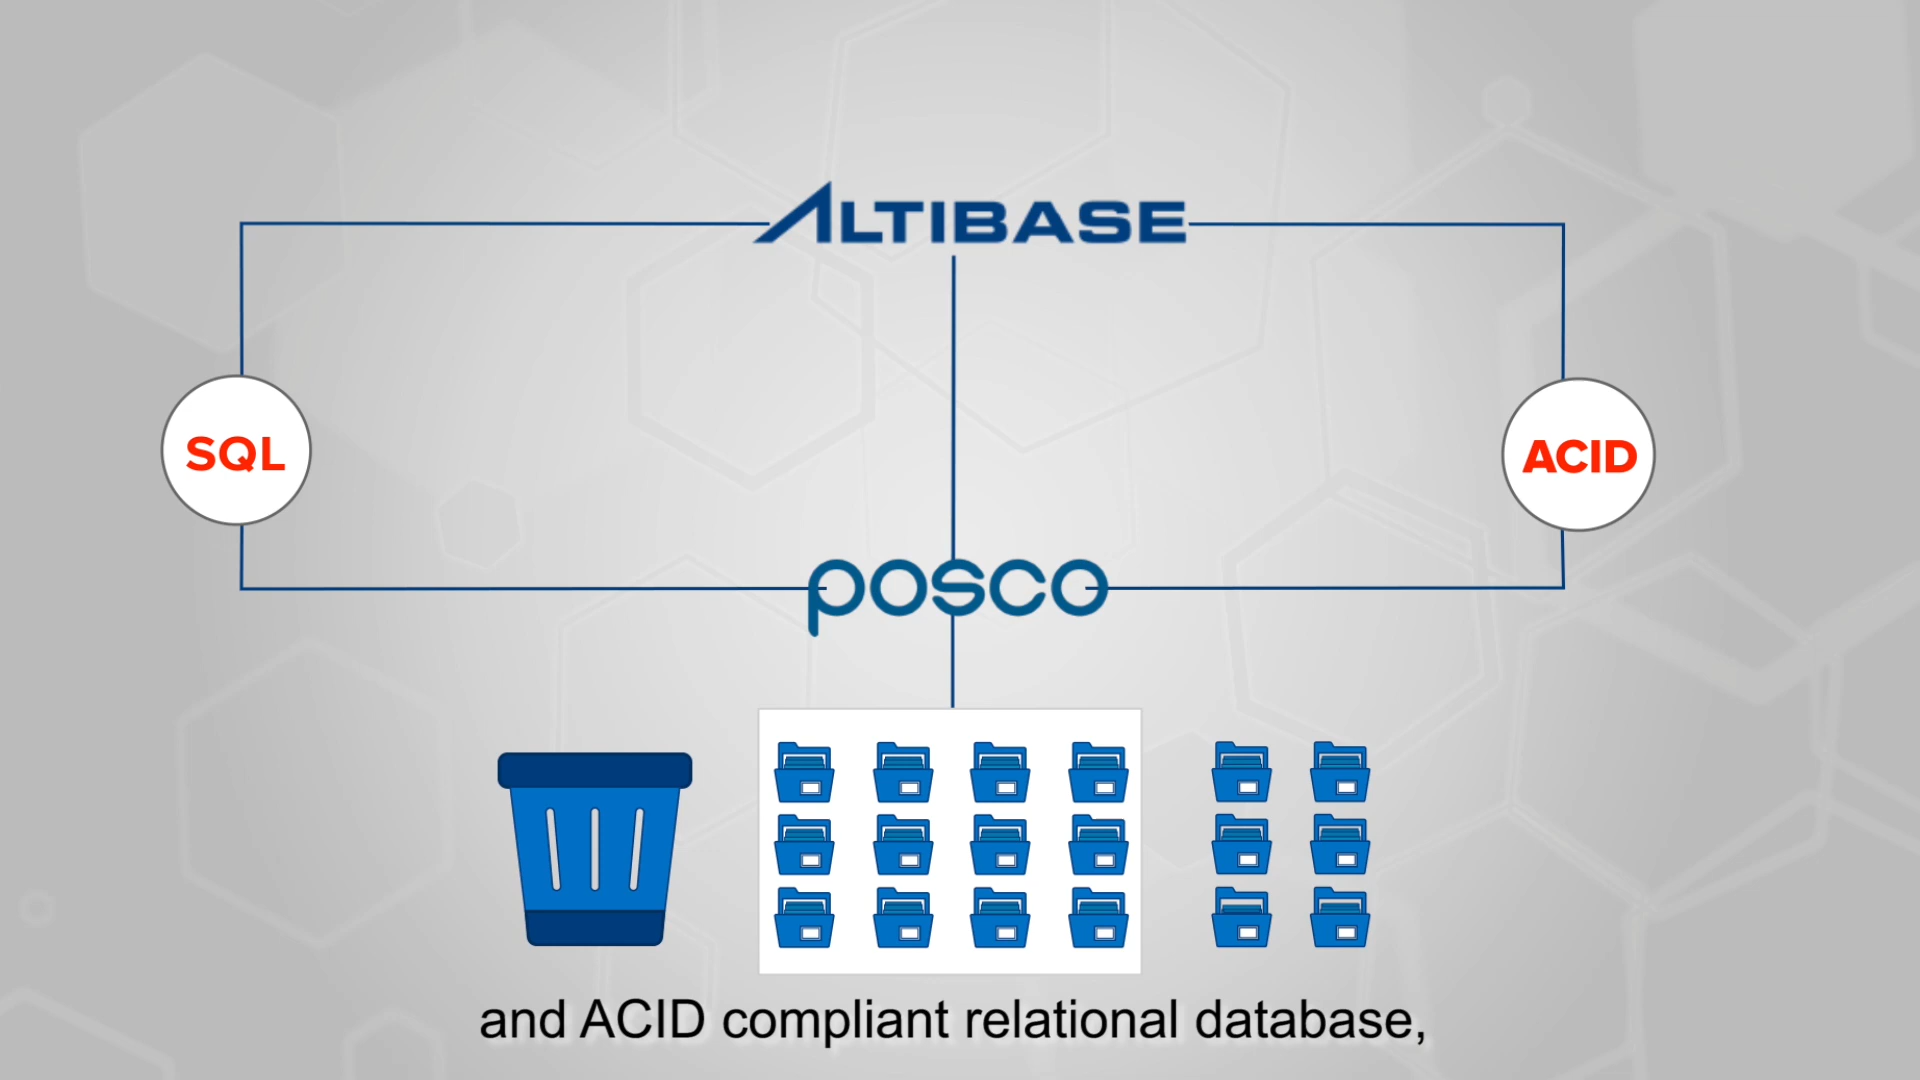 ALTIBASE
SQL
ACID
posco
and ACID compliant relational database,